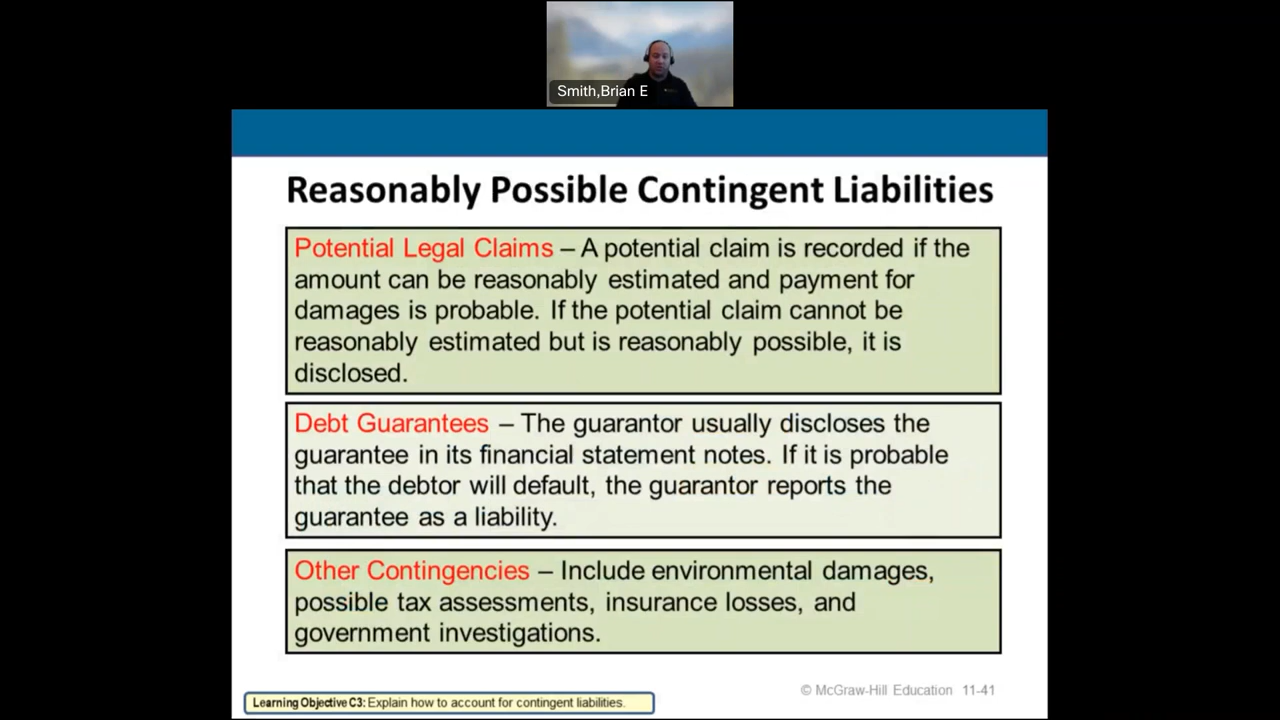 Smith,Brian E
Reasonably Possible Contingent Liabilities
Potential Legal Claims – A potential claim is recorded if the
amount can be reasonably estimated and payment for
damages is probable. If the potential claim cannot be
reasonably estimated but is reasonably possible, it is
disclosed.
Debt Guarantees – The guarantor usually discloses the
guarantee in its financial statement notes. If it is probable
that the debtor will default, the guarantor reports the
guarantee as a liability.
Other Contingencies – Include environmental damages,
possible tax assessments, insurance losses, and
government investigations.
© McGraw-Hill Education 11-41
Learning Objective C3: Explain how to account for contingent liabilities.